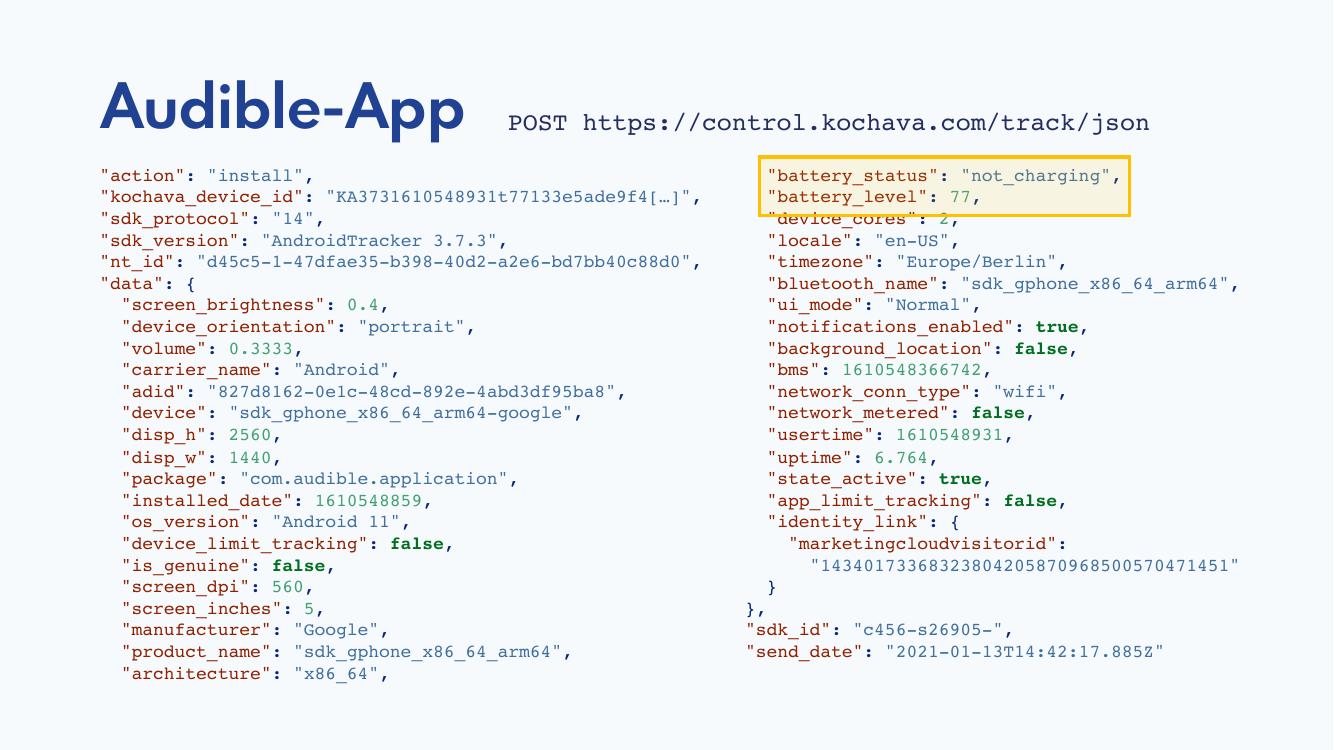 Audible-App
POST https://control.kochava.com/track/json
"action": "install",
"kochava_device_id": "KA3731610548931t77133e5ade9f4[…]",
"sdk_protocol": "14",
"sdk_version": "AndroidTracker 3.7.3",
"nt_id": "d45c5-1-47dfae35-b398-40d2-a2e6-bd7bb40c88d0",
"data": {
"screen_brightness": 0.4,
"device_orientation": "portrait",
"volume": 0.3333,
"carrier_name": "Android",
"adid": "827d8162-0e1c-48cd-892e-4abd3df95ba8",
"device": "sdk_gphone_x86_64_arm64-google",
"disp_h": 2560,
"disp_w": 1440,
"package": "com.audible.application",
"installed_date": 1610548859,
"os_version": "Android 11",
"device_limit_tracking": false,
"is_genuine": false,
"screen_dpi": 560,
"screen_inches": 5,
"manufacturer": "Google",
"product_name": "sdk_gphone_x86_64_arm64",
"architecture": "x86_64",
"battery_status": "not_charging",
"battery_level": 77,
"device_cores": 2,
"locale": "en-US",
"timezone": "Europe/Berlin",
"bluetooth_name": "sdk_gphone_x86_64_arm64",
"ui_mode": "Normal",
"notifications_enabled": true,
"background_location": false,
"bms": 1610548366742,
"network_conn_type": "wifi",
"network_metered": false,
"usertime": 1610548931,
"uptime": 6.764,
"state_active": true,
"app_limit_tracking": false,
"identity_link": {
"marketingcloudvisitorid":
"14340173368323804205870968500570471451"
}
},
"sdk_id": "c456-s26905-",
"send_date": "2021-01-13T14:42:17.885Z"